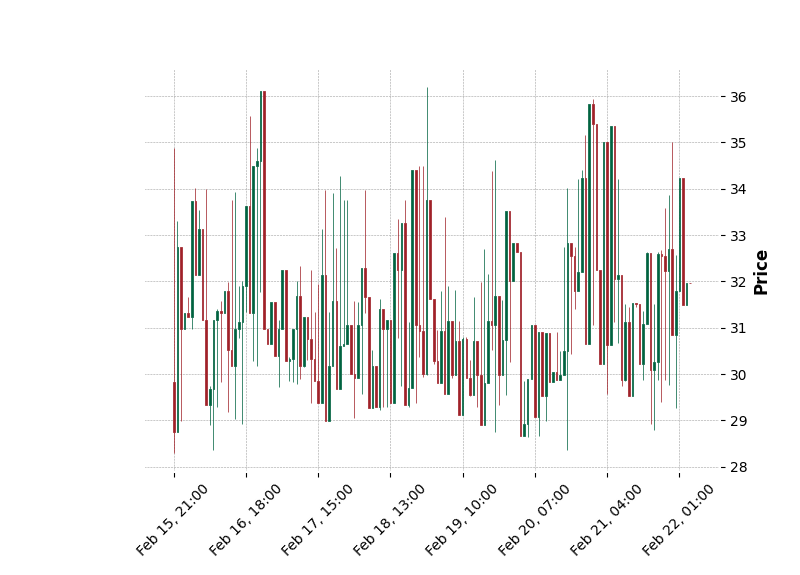 36
35
34
33
32
31
30
29
28
Price
Feb 15, 21:00
Feb 16, 18:00
Feb 17, 15:00
Feb 18, 13:00
Feb 19, 10:00
Feb 20, 07:00
Feb 21, 04:00
Feb 22, 01:00